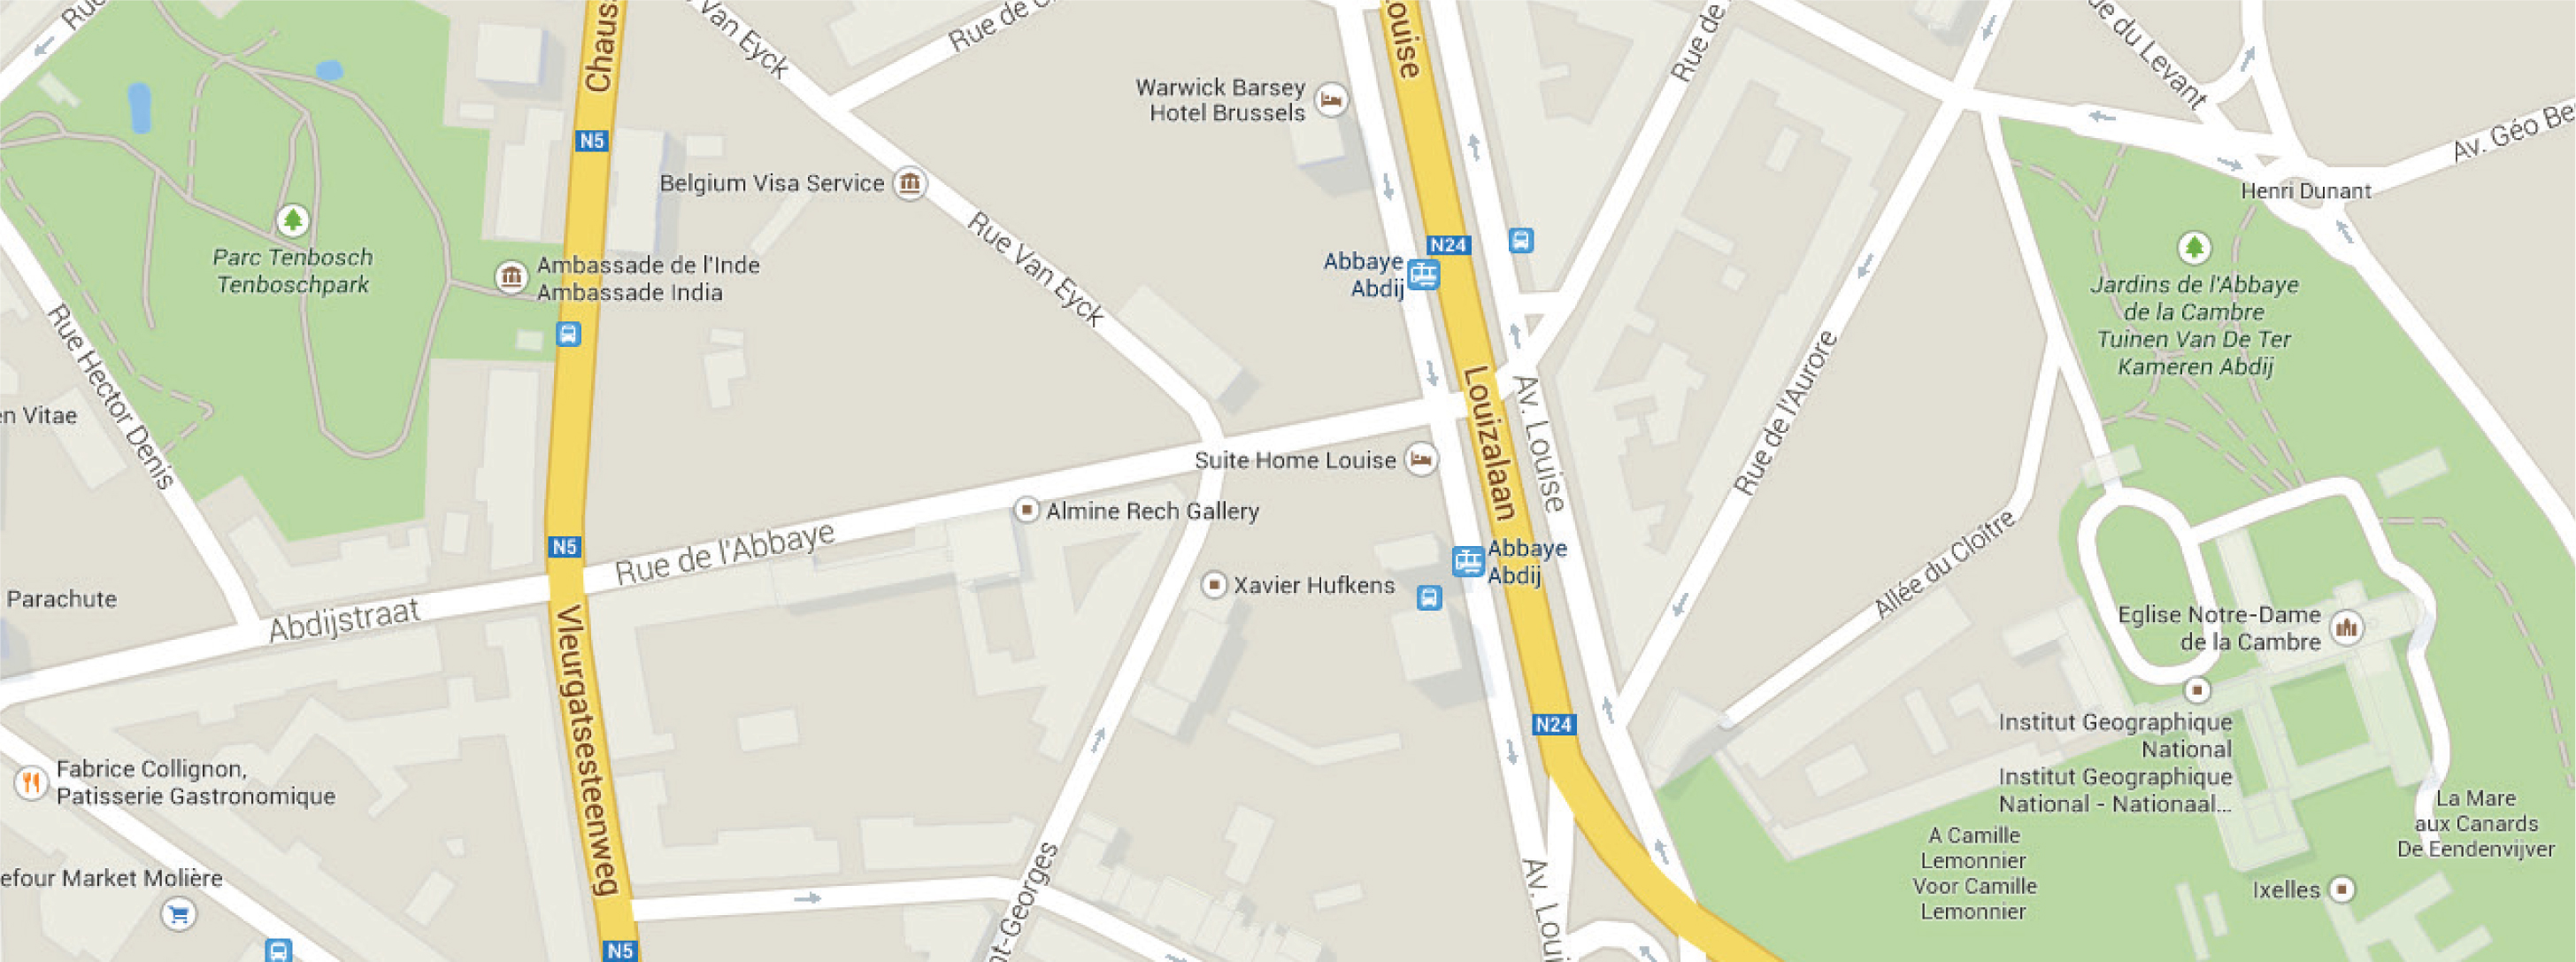 Rue
Chaus
Van Eyck
Rue de
ouise
Rue de
ue du Levant
Warwick Barsey
Hotel Brussels
N5
Av. Géo Be
Belgium Visa Service
Henri Dunant
Rue Van Eyck
N24
Parc Tenbosch
Tenboschpark
Ambassade de l'Inde
Ambassade India
Abbaye
Abdij
Jardins de l'Abbaye
de la Cambre
Tuinen Van De Ter
Kameren Abdij
Rue Hector Denis
en Vitae
Louizalaan
Av. Louise
Rue de l'Aurore
Suite Home Louise
Almine Rech Gallery
N5
Rue de l'Abbaye
Abbaye
Abdij
Allée du Cloître
Xavier Hufkens
Parachute
Abdijstraat
Eglise Notre-Dame
de la Cambre
Vleurgatsesteenweg
N24
Institut Geographique
National
Institut Geographique
National - Nationaal...
Fabrice Collignon,
Patisserie Gastronomique
La Mare
aux Canards
De Eendenvijver
A Camille
Lemonnier
Voor Camille
Lemonnier
efour Market Molière
Ixelles
nt-Georges
Av. Loui
N5